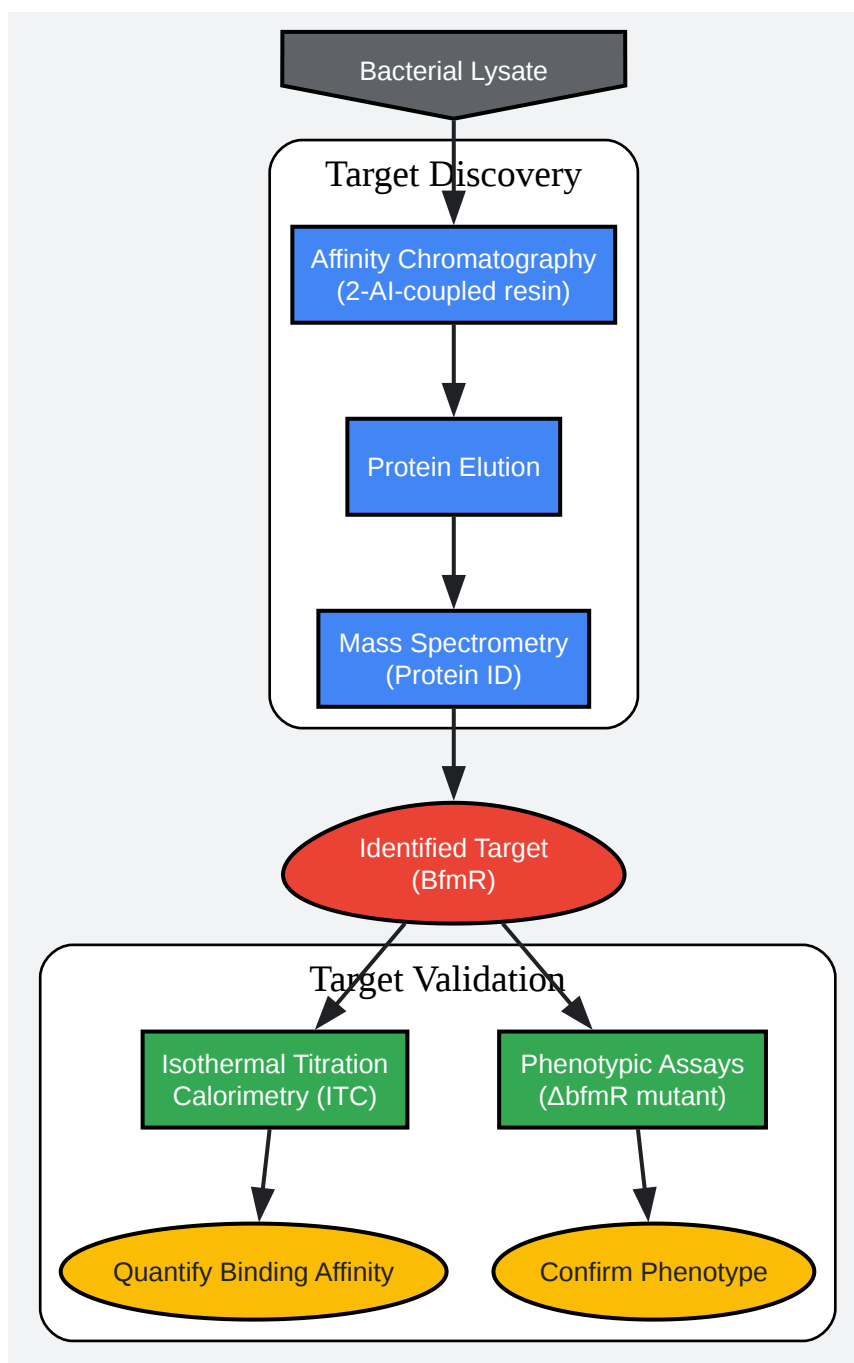 Bacterial Lysate
Target Discovery
Affinity Chromatography
(2-AI-coupled resin)
Protein Elution
Mass Spectrometry
(Protein ID)
Identified Target
(BfmR)
Target Validation
Isothermal Titration
Calorimetry (ITC)
Phenotypic Assays
(ΔbfmR mutant)
Quantify Binding Affinity
Confirm Phenotype